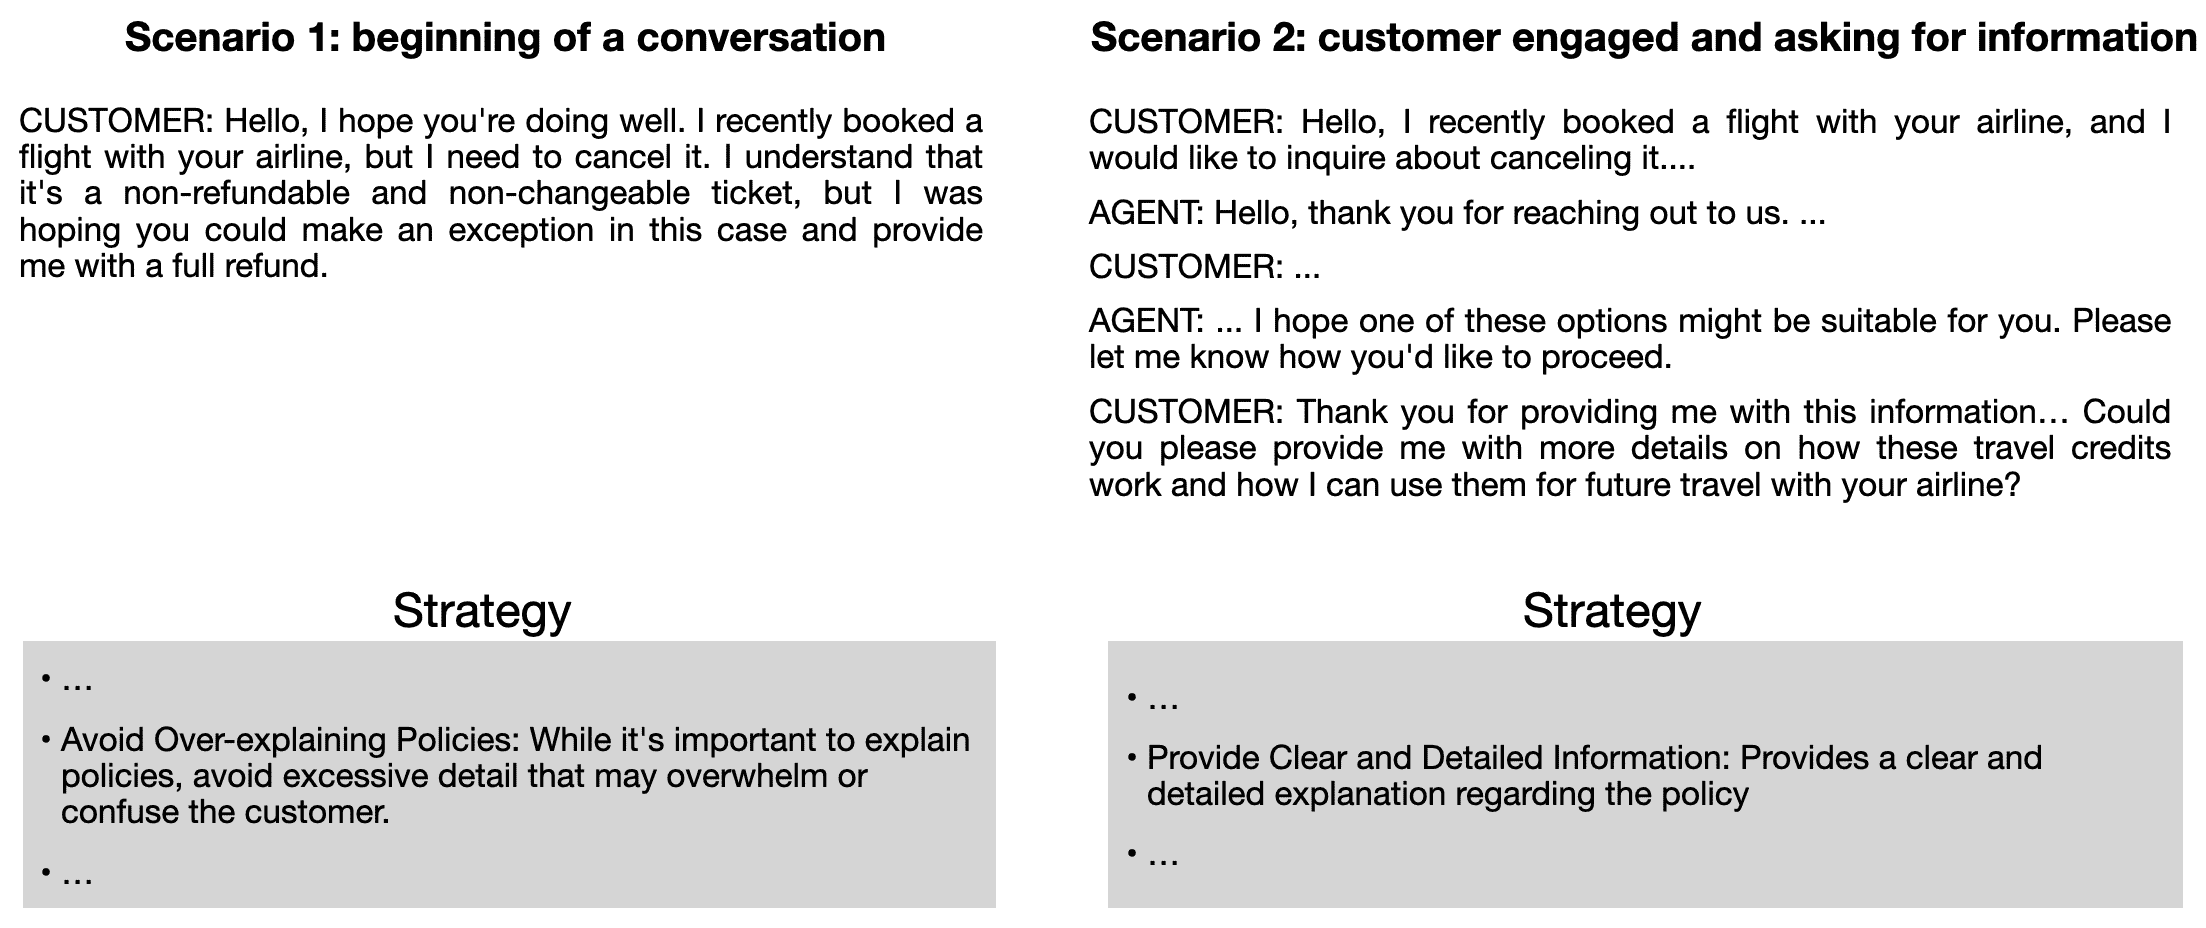 Scenario 1: beginning of a conversation
CUSTOMER: Hello, I hope you're doing well. I recently booked a
flight with your airline, but I need to cancel it. I understand that
it's a non-refundable and non-changeable ticket, but I was
hoping you could make an exception in this case and provide
me with a full refund.
Strategy
• ...
• Avoid Over-explaining Policies: While it's important to explain
policies, avoid excessive detail that may overwhelm or
confuse the customer.
• ...
Scenario 2: customer engaged and asking for information
CUSTOMER: Hello, I recently booked a flight with your airline, and I
would like to inquire about canceling it....
AGENT: Hello, thank you for reaching out to us. ...
CUSTOMER: ...
AGENT: ... I hope one of these options might be suitable for you. Please
let me know how you'd like to proceed.
CUSTOMER: Thank you for providing me with this information… Could
you please provide me with more details on how these travel credits
work and how I can use them for future travel with your airline?
Strategy
• ...
• Provide Clear and Detailed Information: Provides a clear and
detailed explanation regarding the policy
• ...